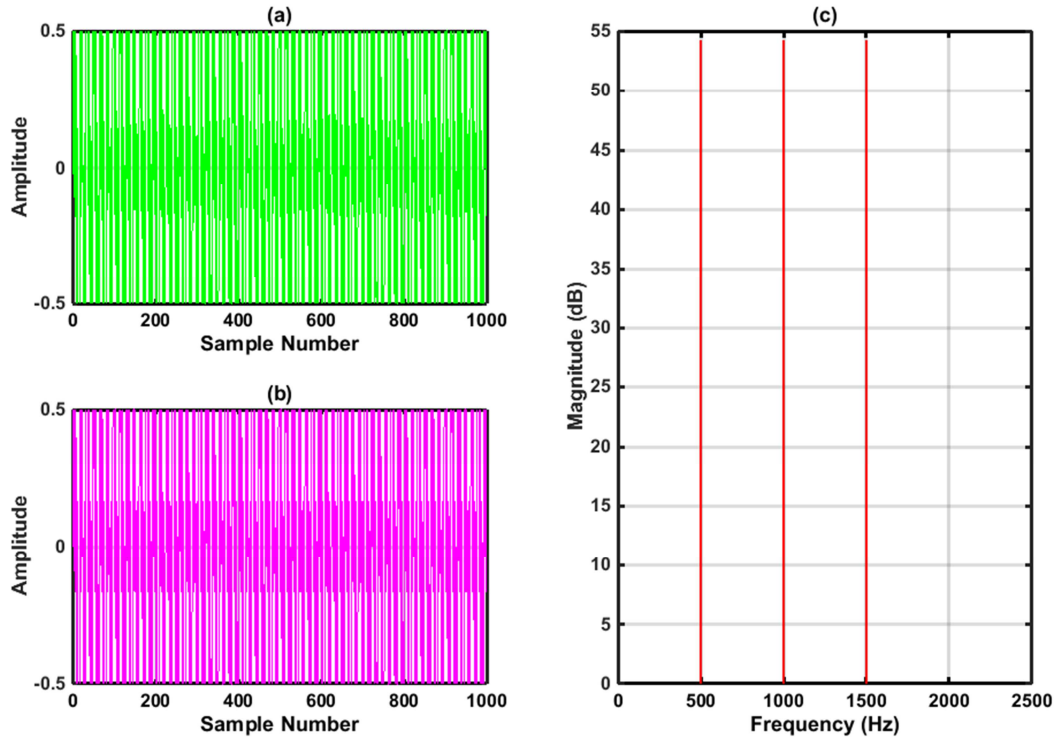 (a)
0.5
0
-0.5
Amplitude
0 200 400 600 800 1000
Sample Number
(b)
0.5
0
-0.5
Amplitude
0 200 400 600 800 1000
Sample Number
(c)
55
50
45
40
35
30
25
20
15
10
5
0
Magnitude (dB)
0 500 1000 1500 2000 2500
Frequency (Hz)